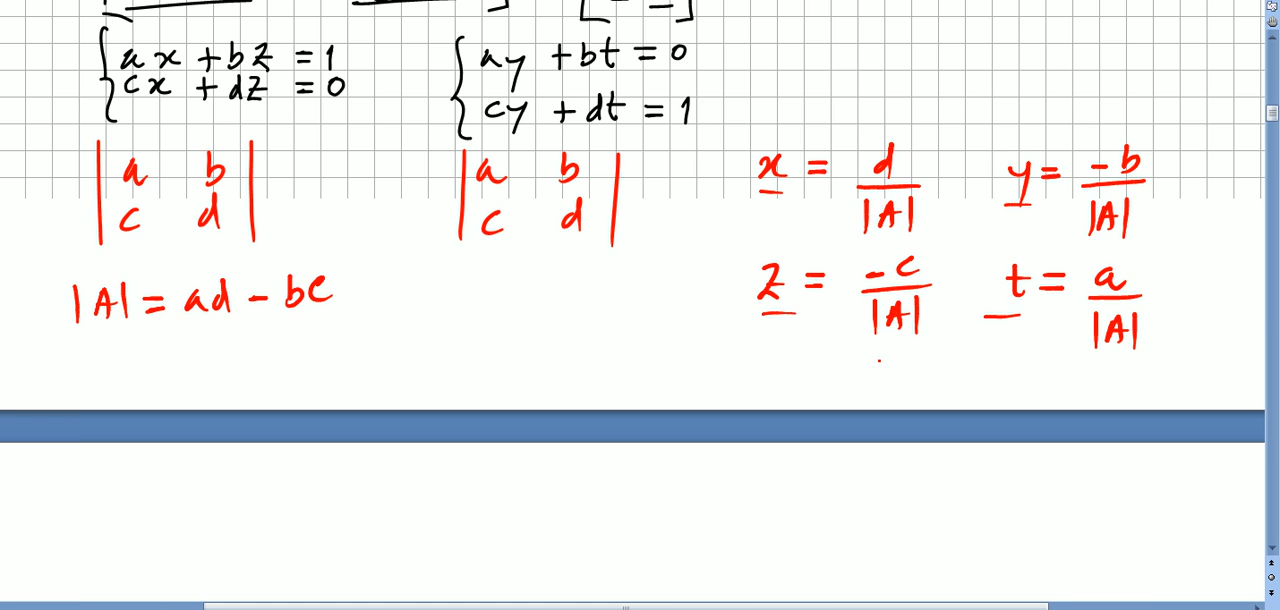 ax + bz = 1
cx + dz = 0
ay + bt = 0
cy + dt = 1
| a b |
| c d |
| a b |
| c d |
|A| = ad - bc
x = d/|A| y = -b/|A|
z = -c/|A| t = a/|A|